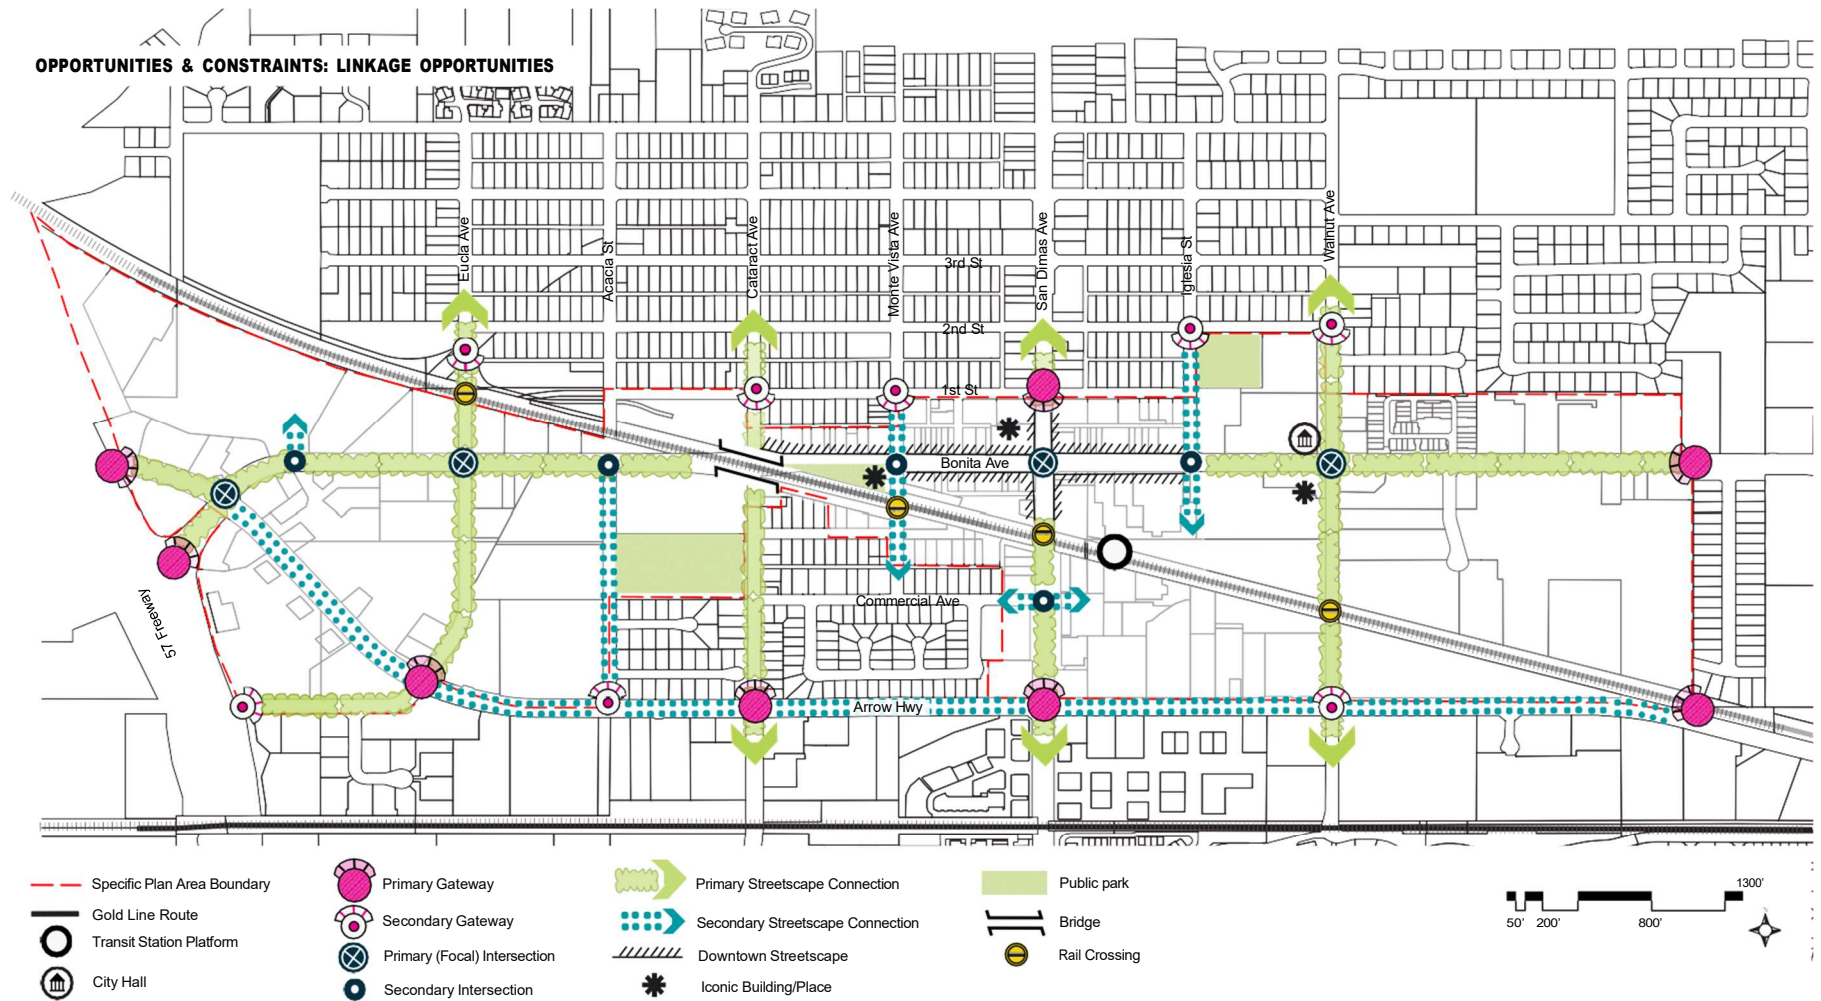 OPPORTUNITIES & CONSTRAINTS: LINKAGE OPPORTUNITIES
Euclа Ave
Acacia St
Cataract Ave
Monte Vista Ave
San Dimas Ave
Iglesia St
Walnut Ave
3rd St
2nd St
1st St
Bonita Ave
Commercial Ave
57 Freeway
Arrow Hwy
Specific Plan Area Boundary
Gold Line Route
Transit Station Platform
City Hall
Primary Gateway
Secondary Gateway
Primary (Focal) Intersection
Secondary Intersection
Primary Streetscape Connection
Secondary Streetscape Connection
Downtown Streetscape
Iconic Building/Place
Public park
Bridge
Rail Crossing
1300'
50' 200' 800'